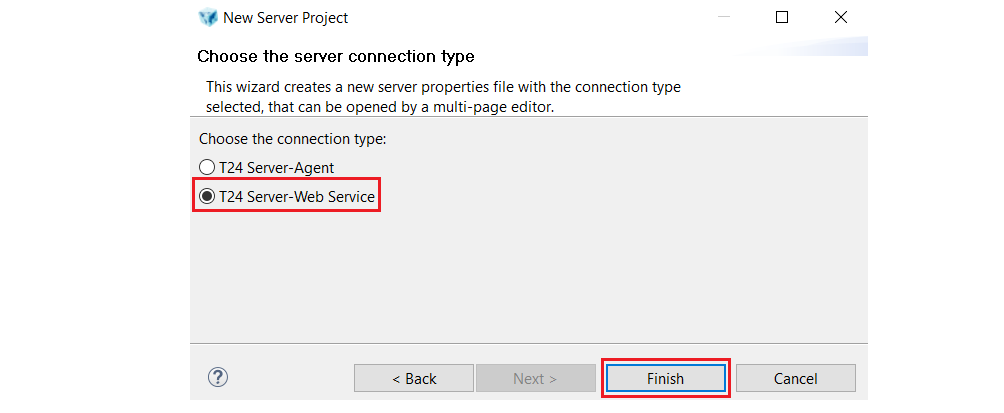 New Server Project
Choose the server connection type
This wizard creates a new server properties file with the connection type
selected, that can be opened by a multi-page editor.
Choose the connection type:
T24 Server-Agent
T24 Server-Web Service
?
< Back
Next >
Finish
Cancel